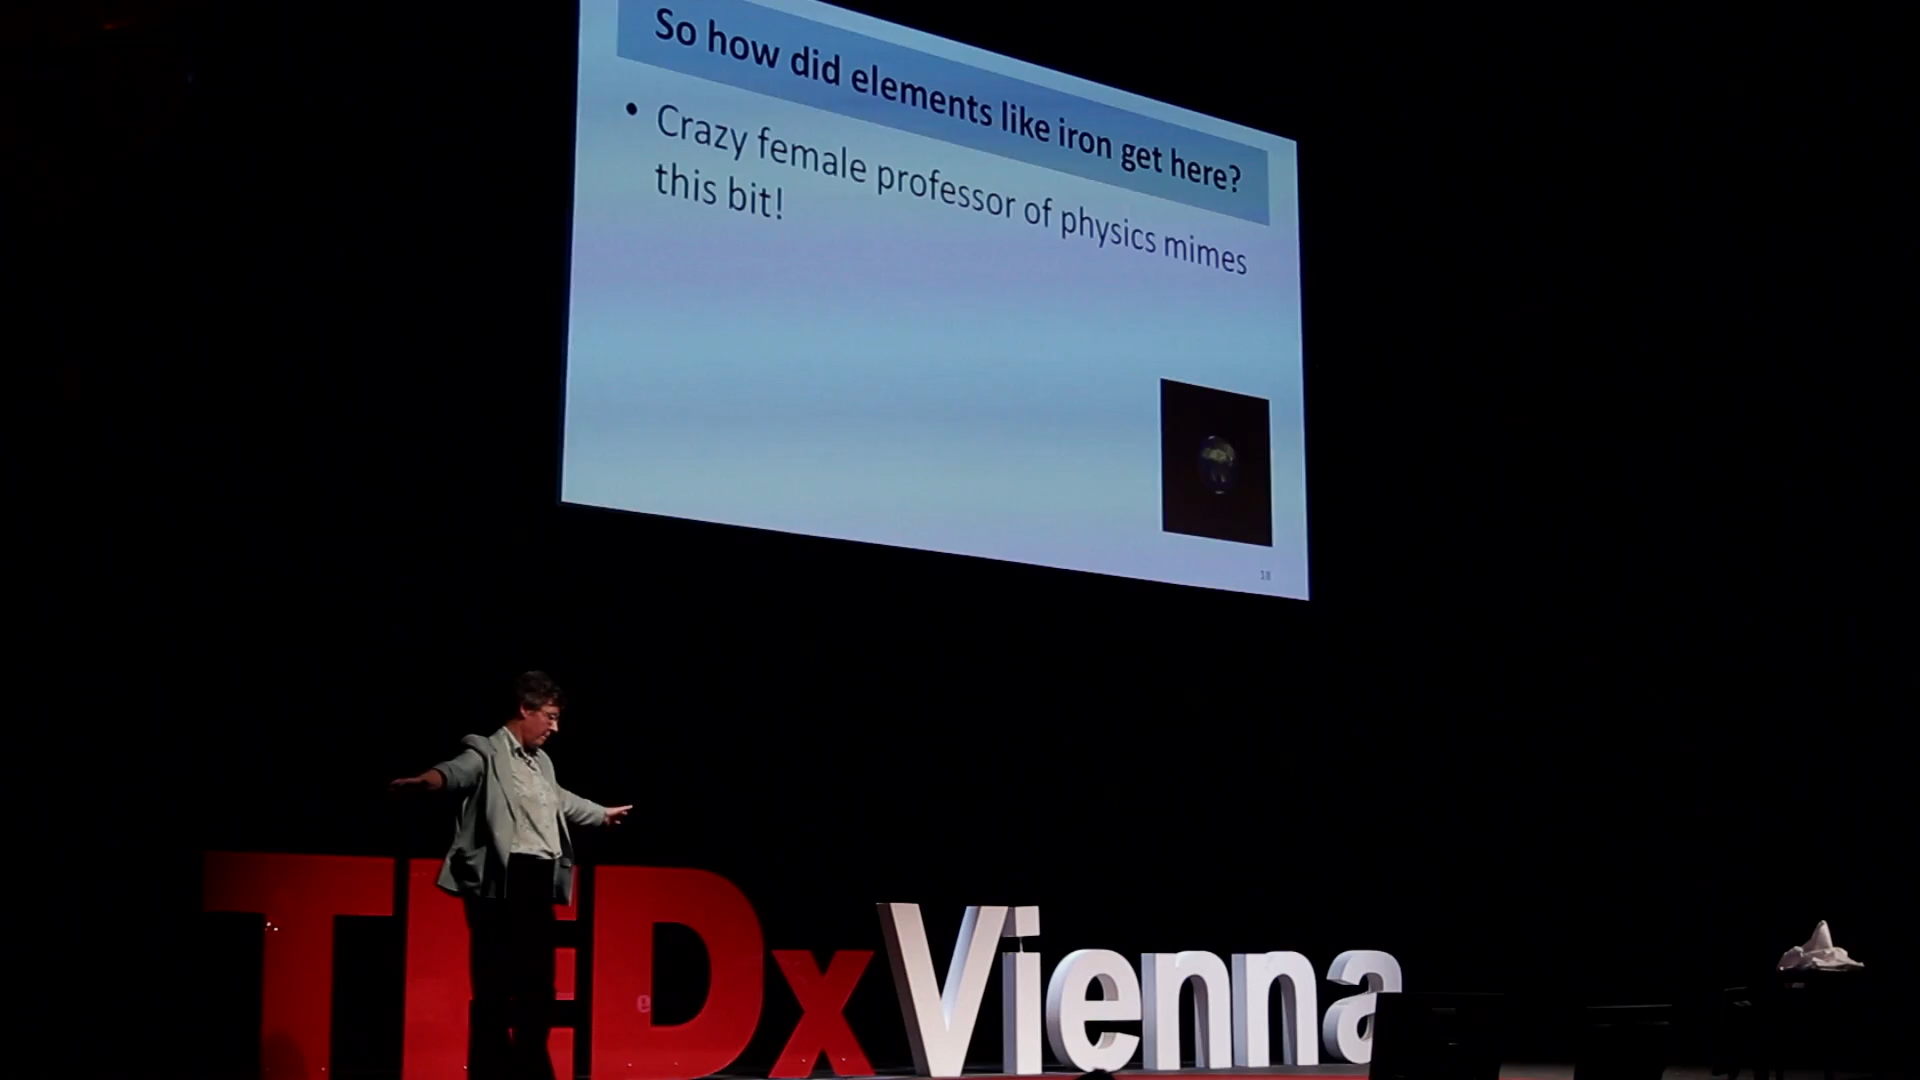 So how did elements like iron get here?
• Crazy female professor of physics mimes
this bit!
18
TEDxVienna